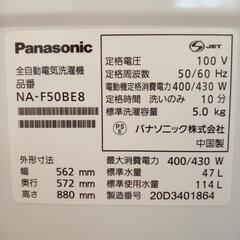 Panasonic
JET
全自動電気洗濯機
品番
NA-F50BE8
定格電圧 100 V
定格周波数 50/60 Hz
電動機定格消費電力 400/430 W
定格時間 洗いのみ 10 分
標準洗濯容量 5.0 kg
PS
E
パナソニック株式会社
中国製
外形寸法
幅 562 mm
奥行 572 mm
高さ 880 mm
最大消費電力 400/430 W
標準水量 47 L
標準使用水量 114 L
製造番号 20D3401864